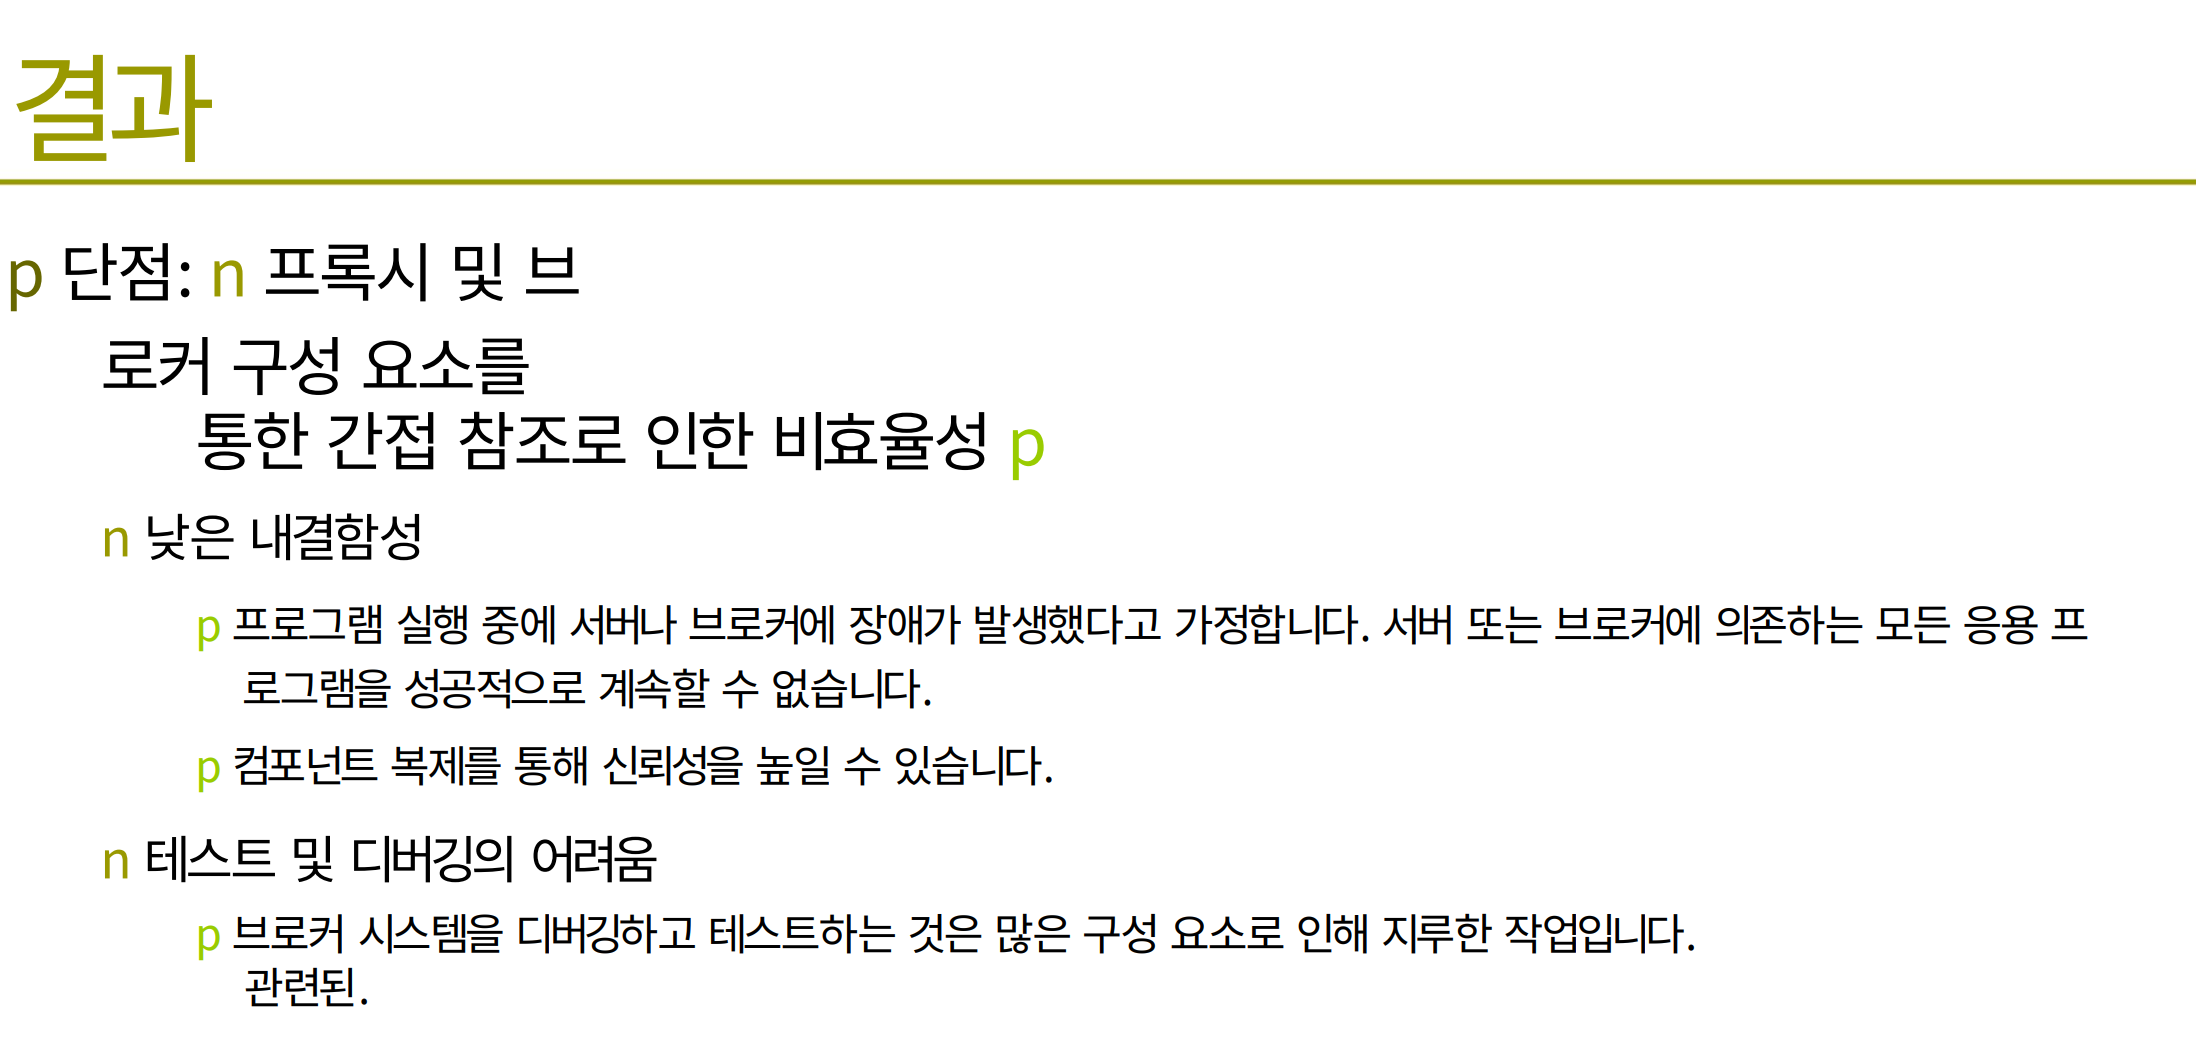 결과
p 단점: n 프록시 및 브
로커 구성 요소를
통한 간접 참조로 인한 비효율성 p
n 낮은 내결함성
p 프로그램 실행 중에 서버나 브로커에 장애가 발생했다고 가정합니다. 서버 또는 브로커에 의존하는 모든 응용 프
로그램을 성공적으로 계속할 수 없습니다.
p 컴포넌트 복제를 통해 신뢰성을 높일 수 있습니다.
n 테스트 및 디버깅의 어려움
p 브로커 시스템을 디버깅하고 테스트하는 것은 많은 구성 요소로 인해 지루한 작업입니다.
관련된.